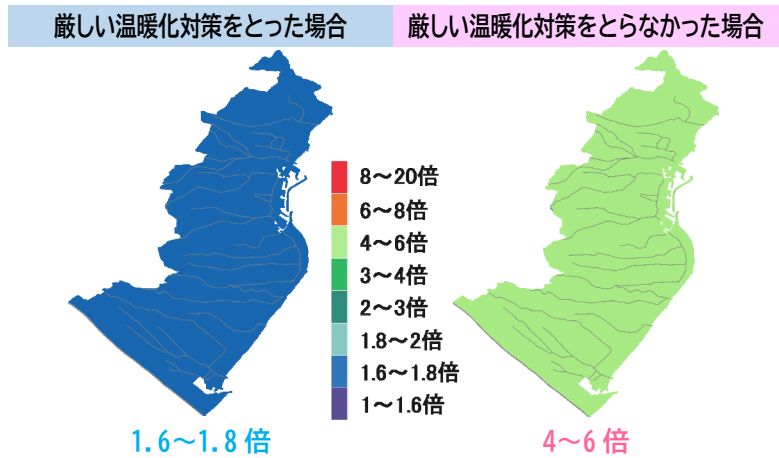 厳しい温暖化対策をとった場合
厳しい温暖化対策をとらなかった場合
8～20倍
6～8倍
4～6倍
3～4倍
2～3倍
1.8～2倍
1.6～1.8倍
1～1.6倍
1.6～1.8倍
4～6倍